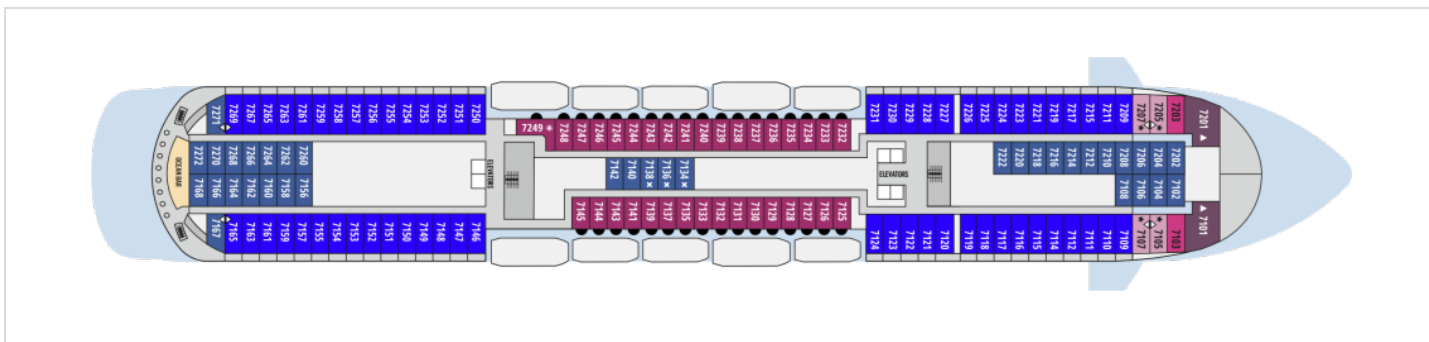 7271 7269 7267 7265 7263 7261 7259 7258 7257 7256 7255 7254 7253 7252 7251 7250
7231 7230 7229 7228 7227 7226 7225 7224 7223 7221 7219 7217 7215 7211 7209 7207* 7205* 7203 7201
7249 * 7248 7247 7246 7245 7244 7243 7242 7241 7240 7239 7238 7237 7236 7235 7234 7233 7232
7272 7270 7268 7266 7264 7262 7260
7222 7220 7218 7216 7214 7212 7210 7208 7206 7204 7202
OCEAN BAR
ELEVATORS
7142 7140 7138 x 7136 x 7134 x
ELEVATORS
7168 7166 7164 7162 7160 7158 7156
7108 7106 7104 7102
7145 7144 7143 7141 7139 7137 7135 7133 7132 7131 7130 7129 7128 7127 7126 7125
7167 7165 7163 7161 7159 7157 7155 7154 7153 7152 7151 7150 7149 7148 7147 7146
7124 7123 7122 7121 7120 7119 7118 7117 7116 7115 7114 7112 7111 7110 7109 7107* 7105 7103 7101